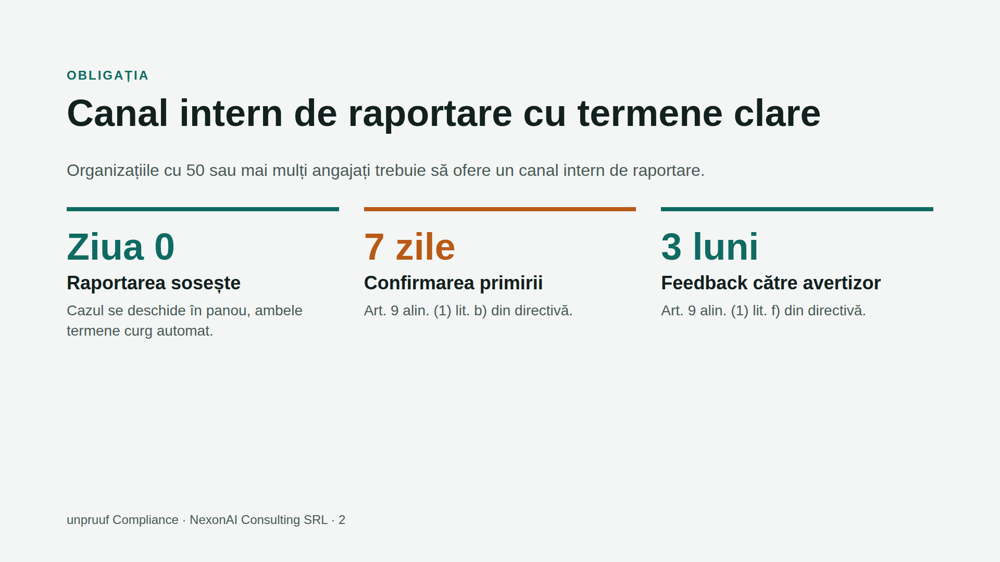 OBLIGAȚIA
Canal intern de raportare cu termene clare
Organizațiile cu 50 sau mai mulți angajați trebuie să ofere un canal intern de raportare.
Ziua 0
Raportarea sosește
Cazul se deschide în panou, ambele
termene curg automat.
7 zile
Confirmarea primirii
Art. 9 alin. (1) lit. b) din directivă.
3 luni
Feedback către avertizor
Art. 9 alin. (1) lit. f) din directivă.
unpruuf Compliance · NexonAI Consulting SRL · 2